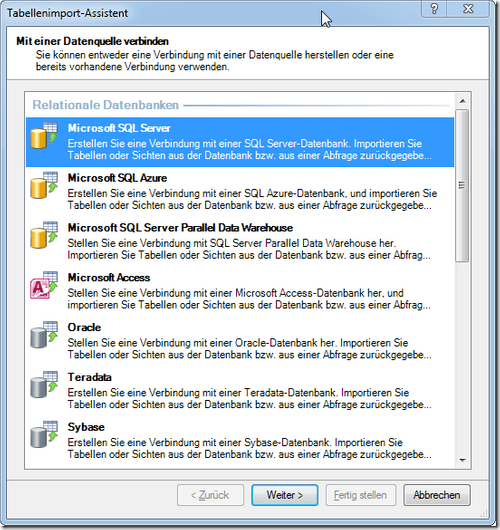 Tabellenimport-Assistent
Mit einer Datenquelle verbinden
Sie können entweder eine Verbindung mit einer Datenquelle herstellen oder eine
bereits vorhandene Verbindung verwenden.
Relationale Datenbanken
Microsoft SQL Server
Erstellen Sie eine Verbindung mit einer SQL Server-Datenbank. Importieren Sie
Tabellen oder Sichten aus der Datenbank bzw. aus einer Abfrage zurückgegebe...
Microsoft SQL Azure
Erstellen Sie eine Verbindung mit einer SQL Azure-Datenbank, und importieren Sie
Tabellen oder Sichten aus der Datenbank bzw. aus einer Abfrage zurückgegebe...
Microsoft SQL Server Parallel Data Warehouse
Stellen Sie eine Verbindung mit SQL Server Parallel Data Warehouse her.
Importieren Sie Tabellen oder Sichten aus der Datenbank bzw. aus einer Abfrag...
Microsoft Access
Stellen Sie eine Verbindung mit einer Microsoft Access-Datenbank her, und
importieren Sie Tabellen oder Sichten aus der Datenbank bzw. aus einer Abfrag...
Oracle
Stellen Sie eine Verbindung mit einer Oracle-Datenbank her. Importieren Sie
Tabellen oder Sichten aus der Datenbank bzw. aus einer Abfrage zurückgegebe...
Teradata
Erstellen Sie eine Verbindung mit einer Teradata-Datenbank. Importieren Sie
Tabellen oder Sichten aus der Datenbank bzw. aus einer Abfrage zurückgegebe...
Sybase
Erstellen Sie eine Verbindung mit einer Sybase-Datenbank. Importieren Sie
Tabellen oder Sichten aus der Datenbank bzw. aus einer Abfrage zurückgegebe...
< Zurück Weiter > Fertig stellen Abbrechen